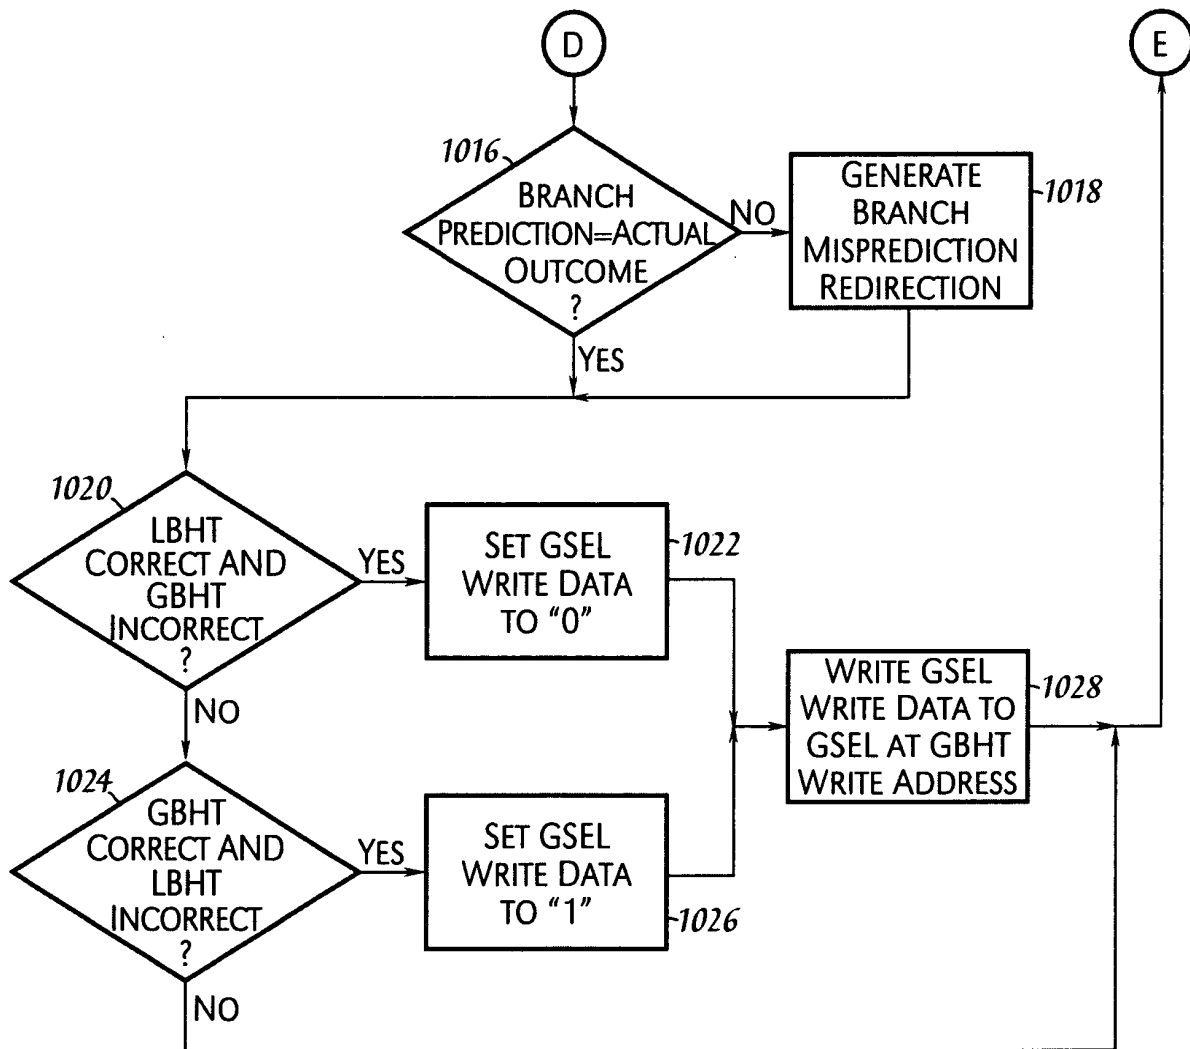 D
E
1016
BRANCH
PREDICTION=ACTUAL
OUTCOME
?
NO
YES
GENERATE
BRANCH
MISPREDICTION
REDIRECTION
1018
1020
LBHT
CORRECT AND
GBHT
INCORRECT
?
YES
NO
SET GSEL
WRITE DATA
TO “0”
1022
1024
GBHT
CORRECT AND
LBHT
INCORRECT
?
YES
NO
SET GSEL
WRITE DATA
TO “1”
1026
WRITE GSEL
WRITE DATA TO
GSEL AT GBHT
WRITE ADDRESS
1028